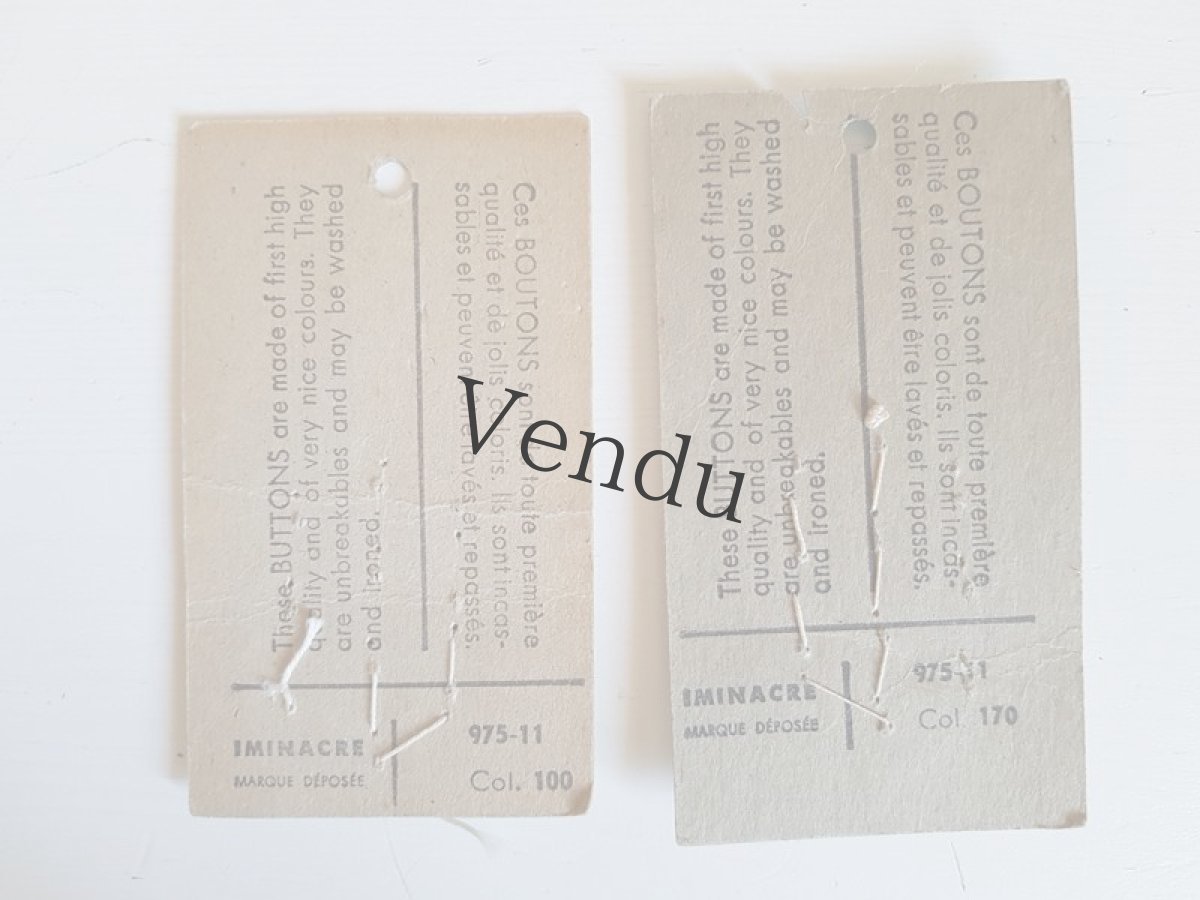 These BUTTONS are made of first high
quality and of very nice colours. They
are unbreakables and may be washed
and ironed.
Ces BOUTONS sont de toute première
qualité et de jolis coloris. Ils sont incas-
sables et peuvent être lavés et repassés.
IMINACRE
MARQUE DÉPOSÉE
975-11
Col. 100
These BUTTONS are made of first high
quality and of very nice colours. They
are unbreakables and may be washed
and ironed.
Ces BOUTONS sont de toute première
qualité et de jolis coloris. Ils sont incas-
sables et peuvent être lavés et repassés.
IMINACRE
MARQUE DÉPOSÉE
975-11
Col. 170
Vendu